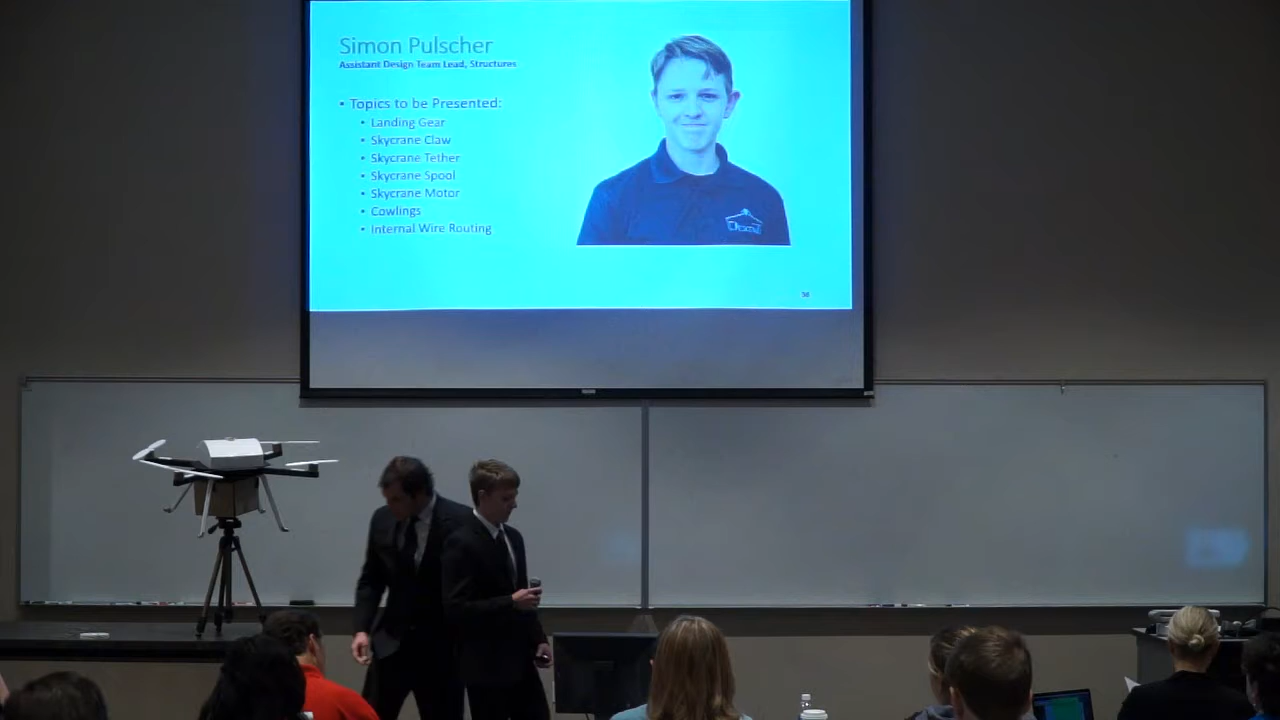 Simon Pulscher
Assistant Design Team Lead, Structures
• Topics to be Presented:
• Landing Gear
• Skycrane Claw
• Skycrane Tether
• Skycrane Spool
• Skycrane Motor
• Cowlings
• Internal Wire Routing
38